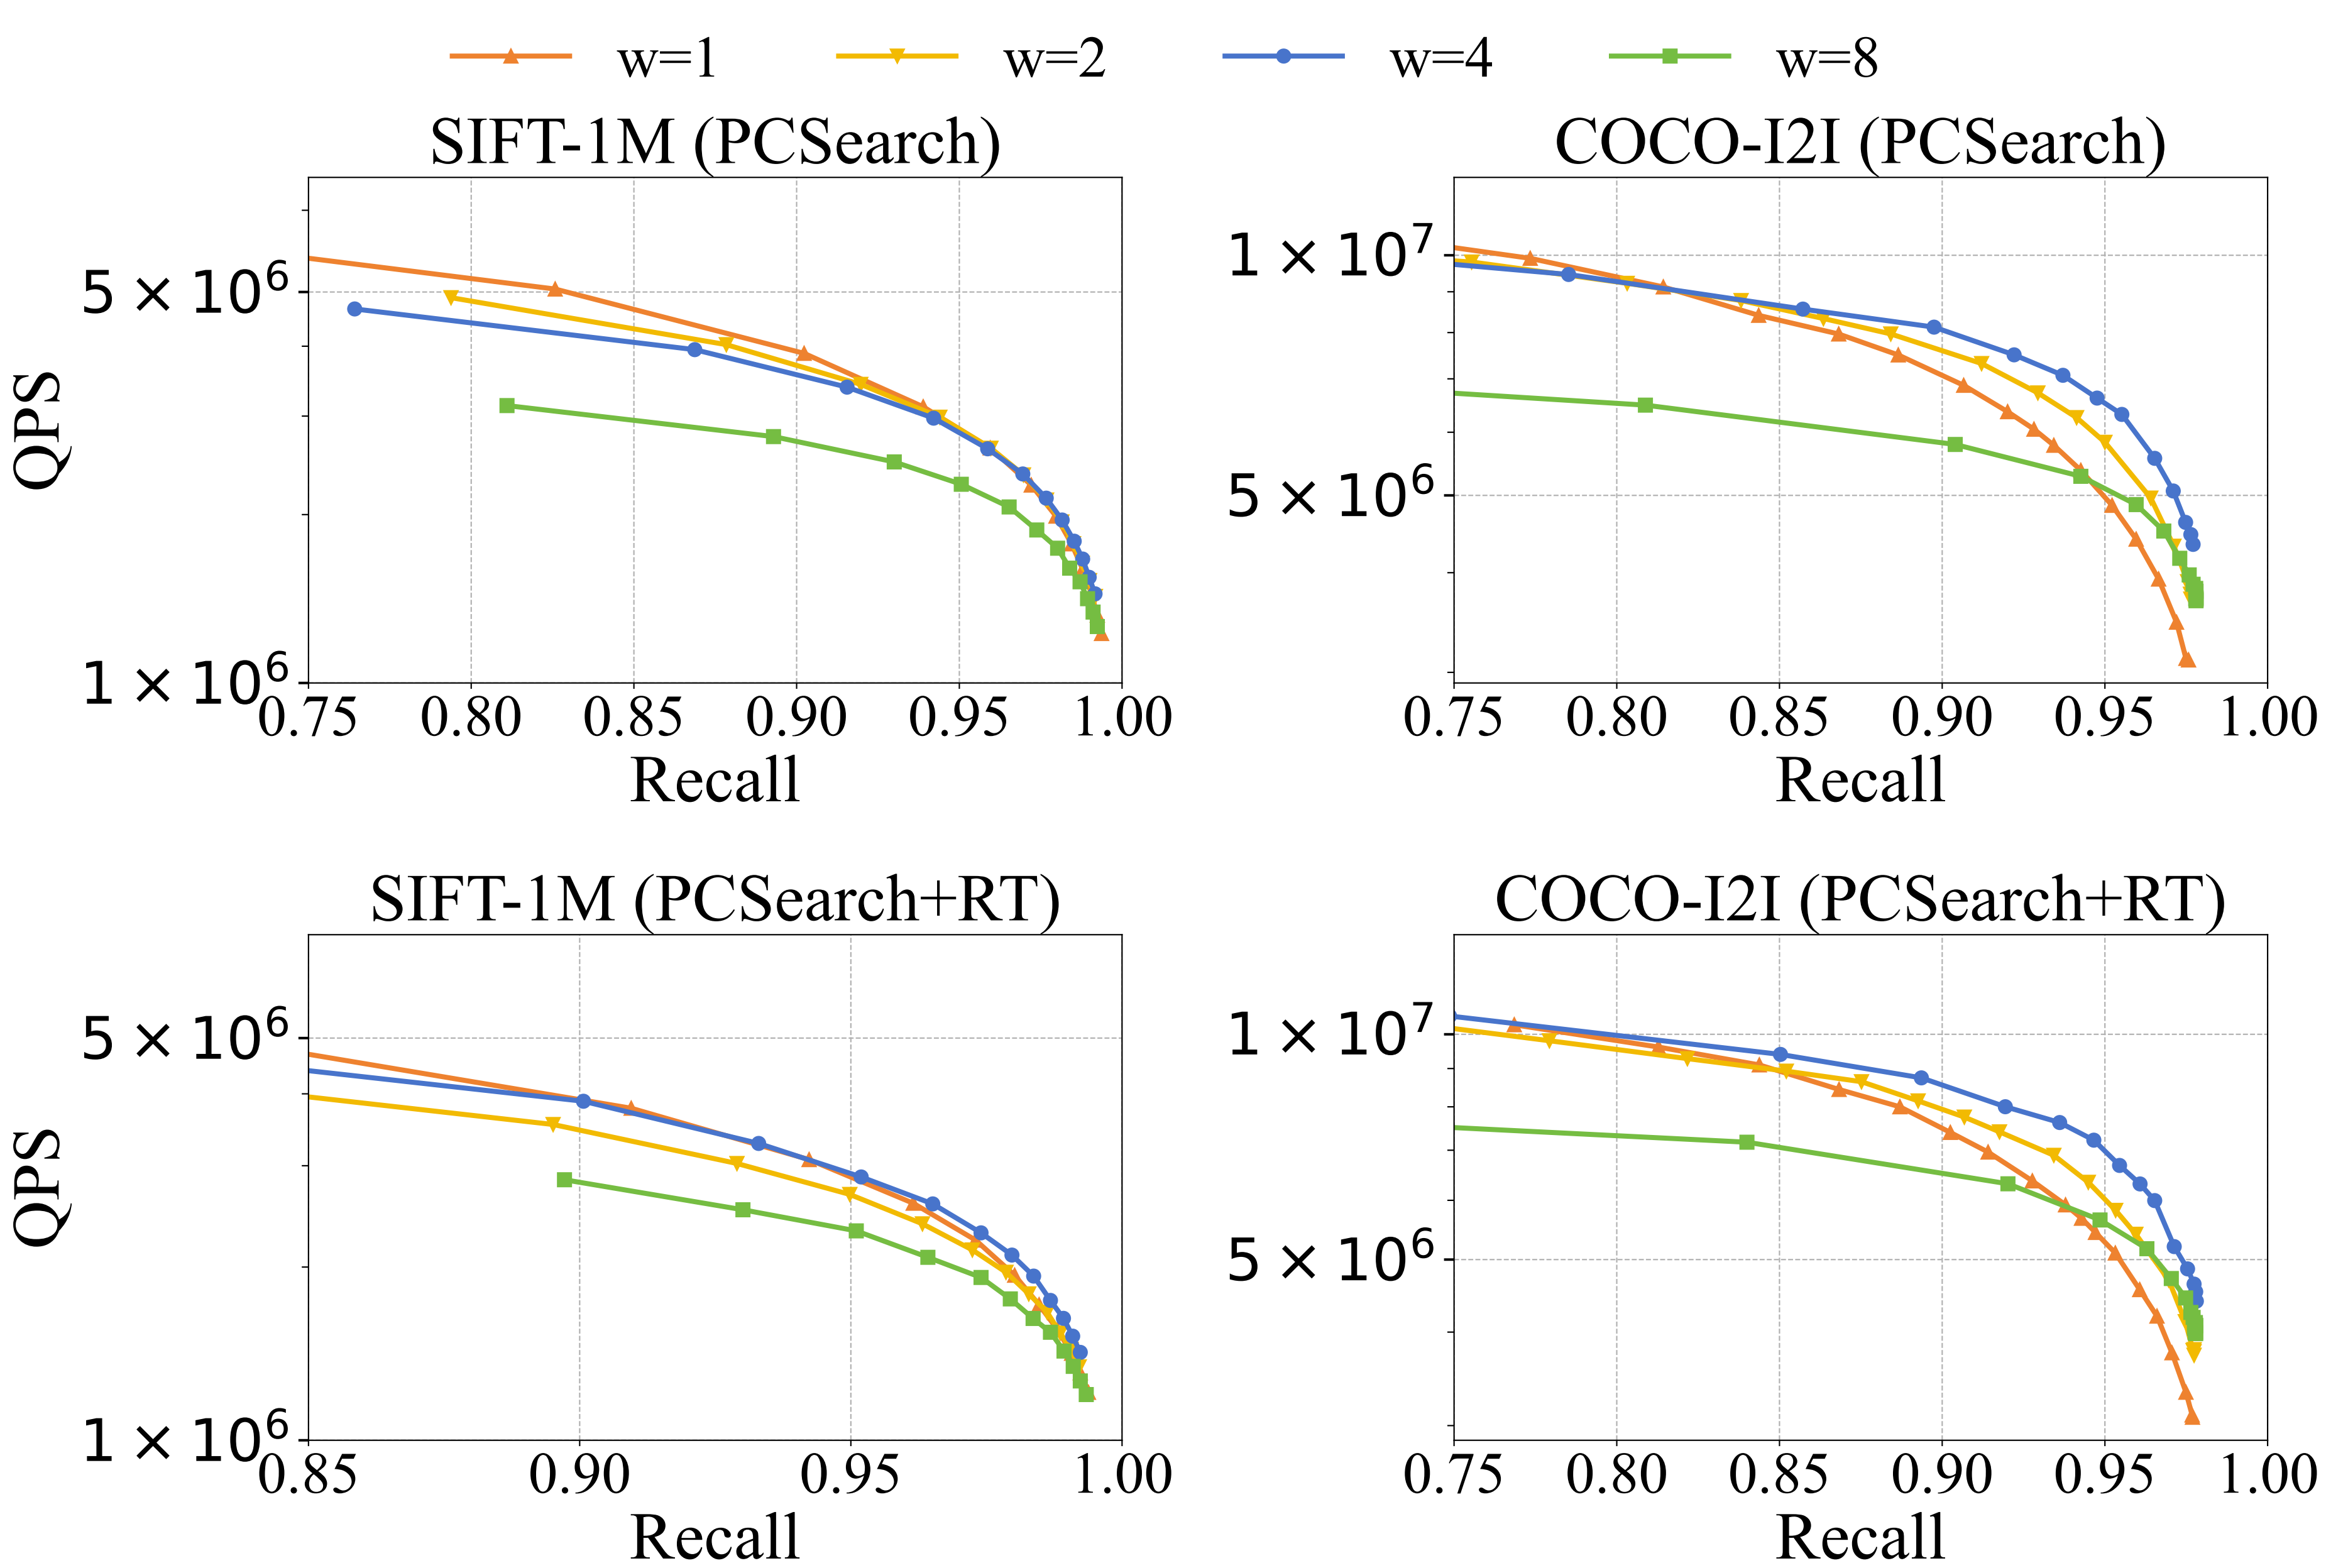 w=1 w=2 w=4 w=8
SIFT-1M (PCSearch)
QPS
5 × 10^6
1 × 10^6
0.75 0.80 0.85 0.90 0.95 1.00
Recall
COCO-I2I (PCSearch)
1 × 10^7
5 × 10^6
0.75 0.80 0.85 0.90 0.95 1.00
Recall
SIFT-1M (PCSearch+RT)
QPS
5 × 10^6
1 × 10^6
0.85 0.90 0.95 1.00
Recall
COCO-I2I (PCSearch+RT)
1 × 10^7
5 × 10^6
0.75 0.80 0.85 0.90 0.95 1.00
Recall